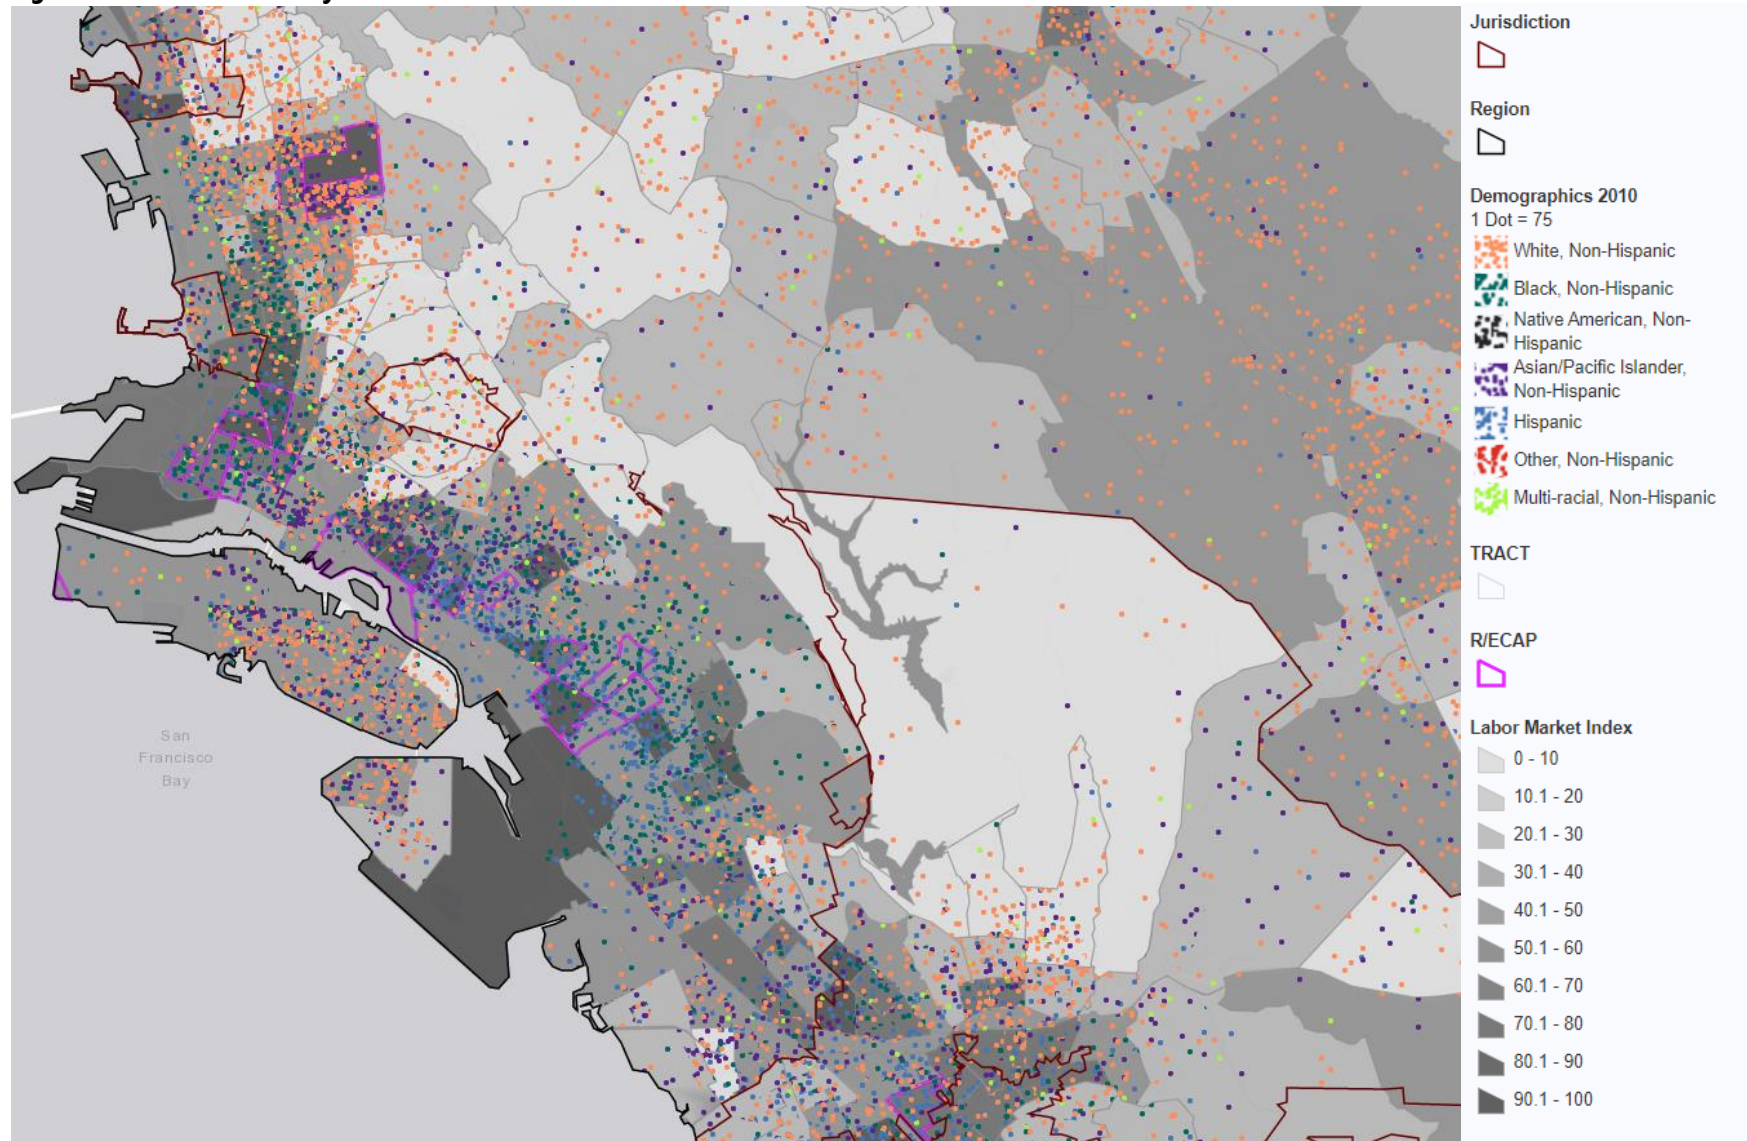 Jurisdiction
Region
Demographics 2010
1 Dot = 75
White, Non-Hispanic
Black, Non-Hispanic
Native American, Non-
Hispanic
Asian/Pacific Islander,
Non-Hispanic
Hispanic
Other, Non-Hispanic
Multi-racial, Non-Hispanic
TRACT
R/ECAP
Labor Market Index
0 - 10
10.1 - 20
20.1 - 30
30.1 - 40
40.1 - 50
50.1 - 60
60.1 - 70
70.1 - 80
80.1 - 90
90.1 - 100
San
Francisco
Bay